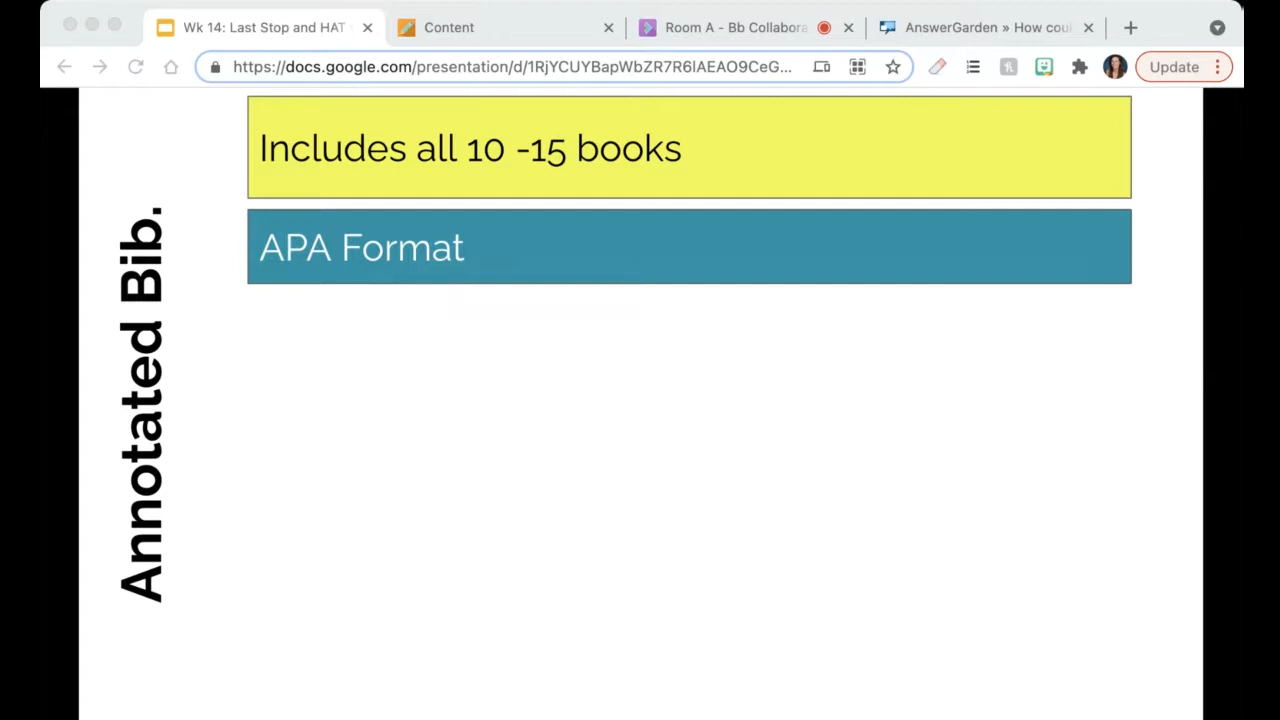 Wk 14: Last Stop and HAT
Content
Room A - Bb Collabora
AnswerGarden » How coul
https://docs.google.com/presentation/d/1RjYCUYBapWbZR7R6lAEAO9CeG...
Update
Includes all 10 -15 books
APA Format
Annotated Bib.